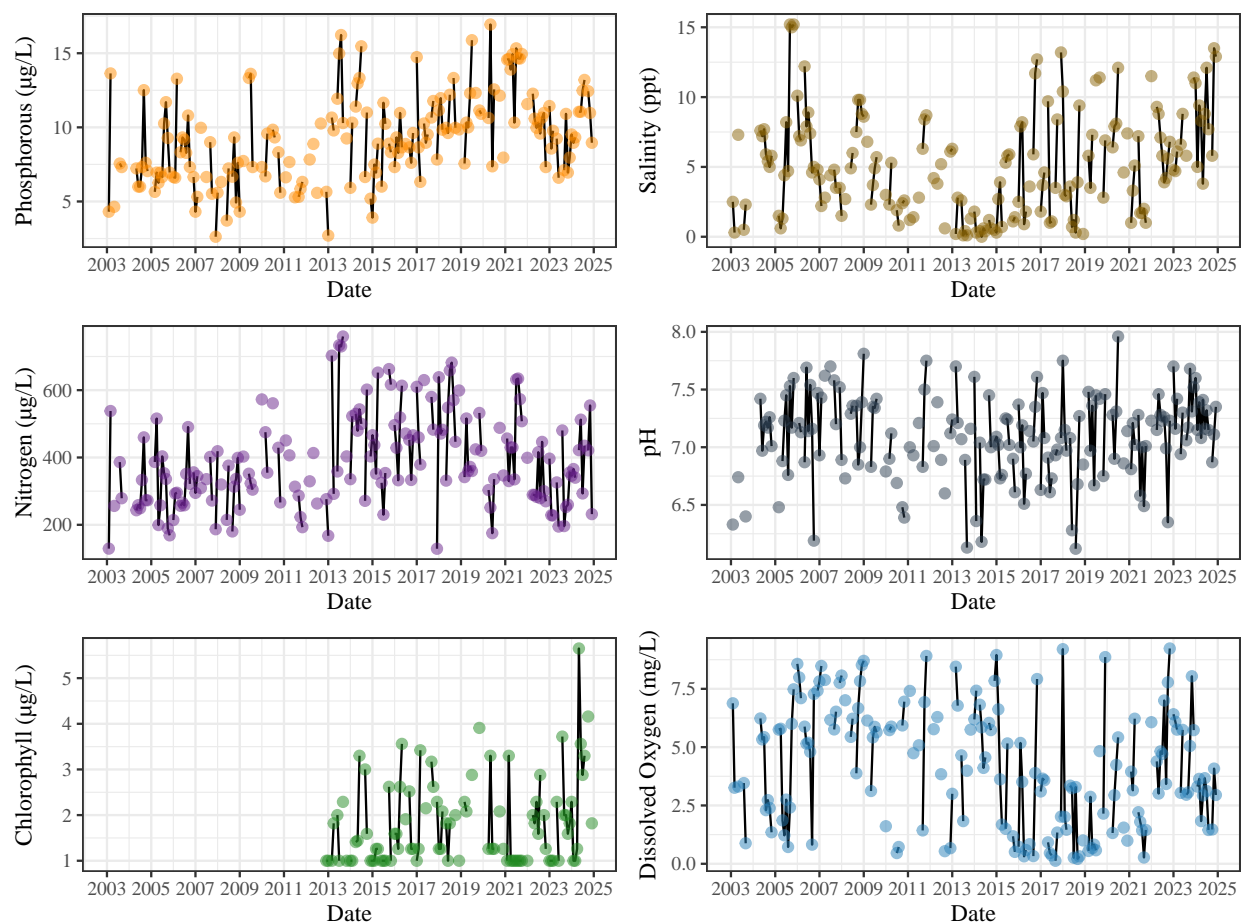 Phosphorous (µg/L)
15
10
5
2003 2005 2007 2009 2011 2013 2015 2017 2019 2021 2023 2025
Date
Salinity (ppt)
15
10
5
0
2003 2005 2007 2009 2011 2013 2015 2017 2019 2021 2023 2025
Date
Nitrogen (µg/L)
600
400
200
2003 2005 2007 2009 2011 2013 2015 2017 2019 2021 2023 2025
Date
pH
8.0
7.5
7.0
6.5
2003 2005 2007 2009 2011 2013 2015 2017 2019 2021 2023 2025
Date
Chlorophyll (µg/L)
5
4
3
2
1
2003 2005 2007 2009 2011 2013 2015 2017 2019 2021 2023 2025
Date
Dissolved Oxygen (mg/L)
7.5
5.0
2.5
0.0
2003 2005 2007 2009 2011 2013 2015 2017 2019 2021 2023 2025
Date